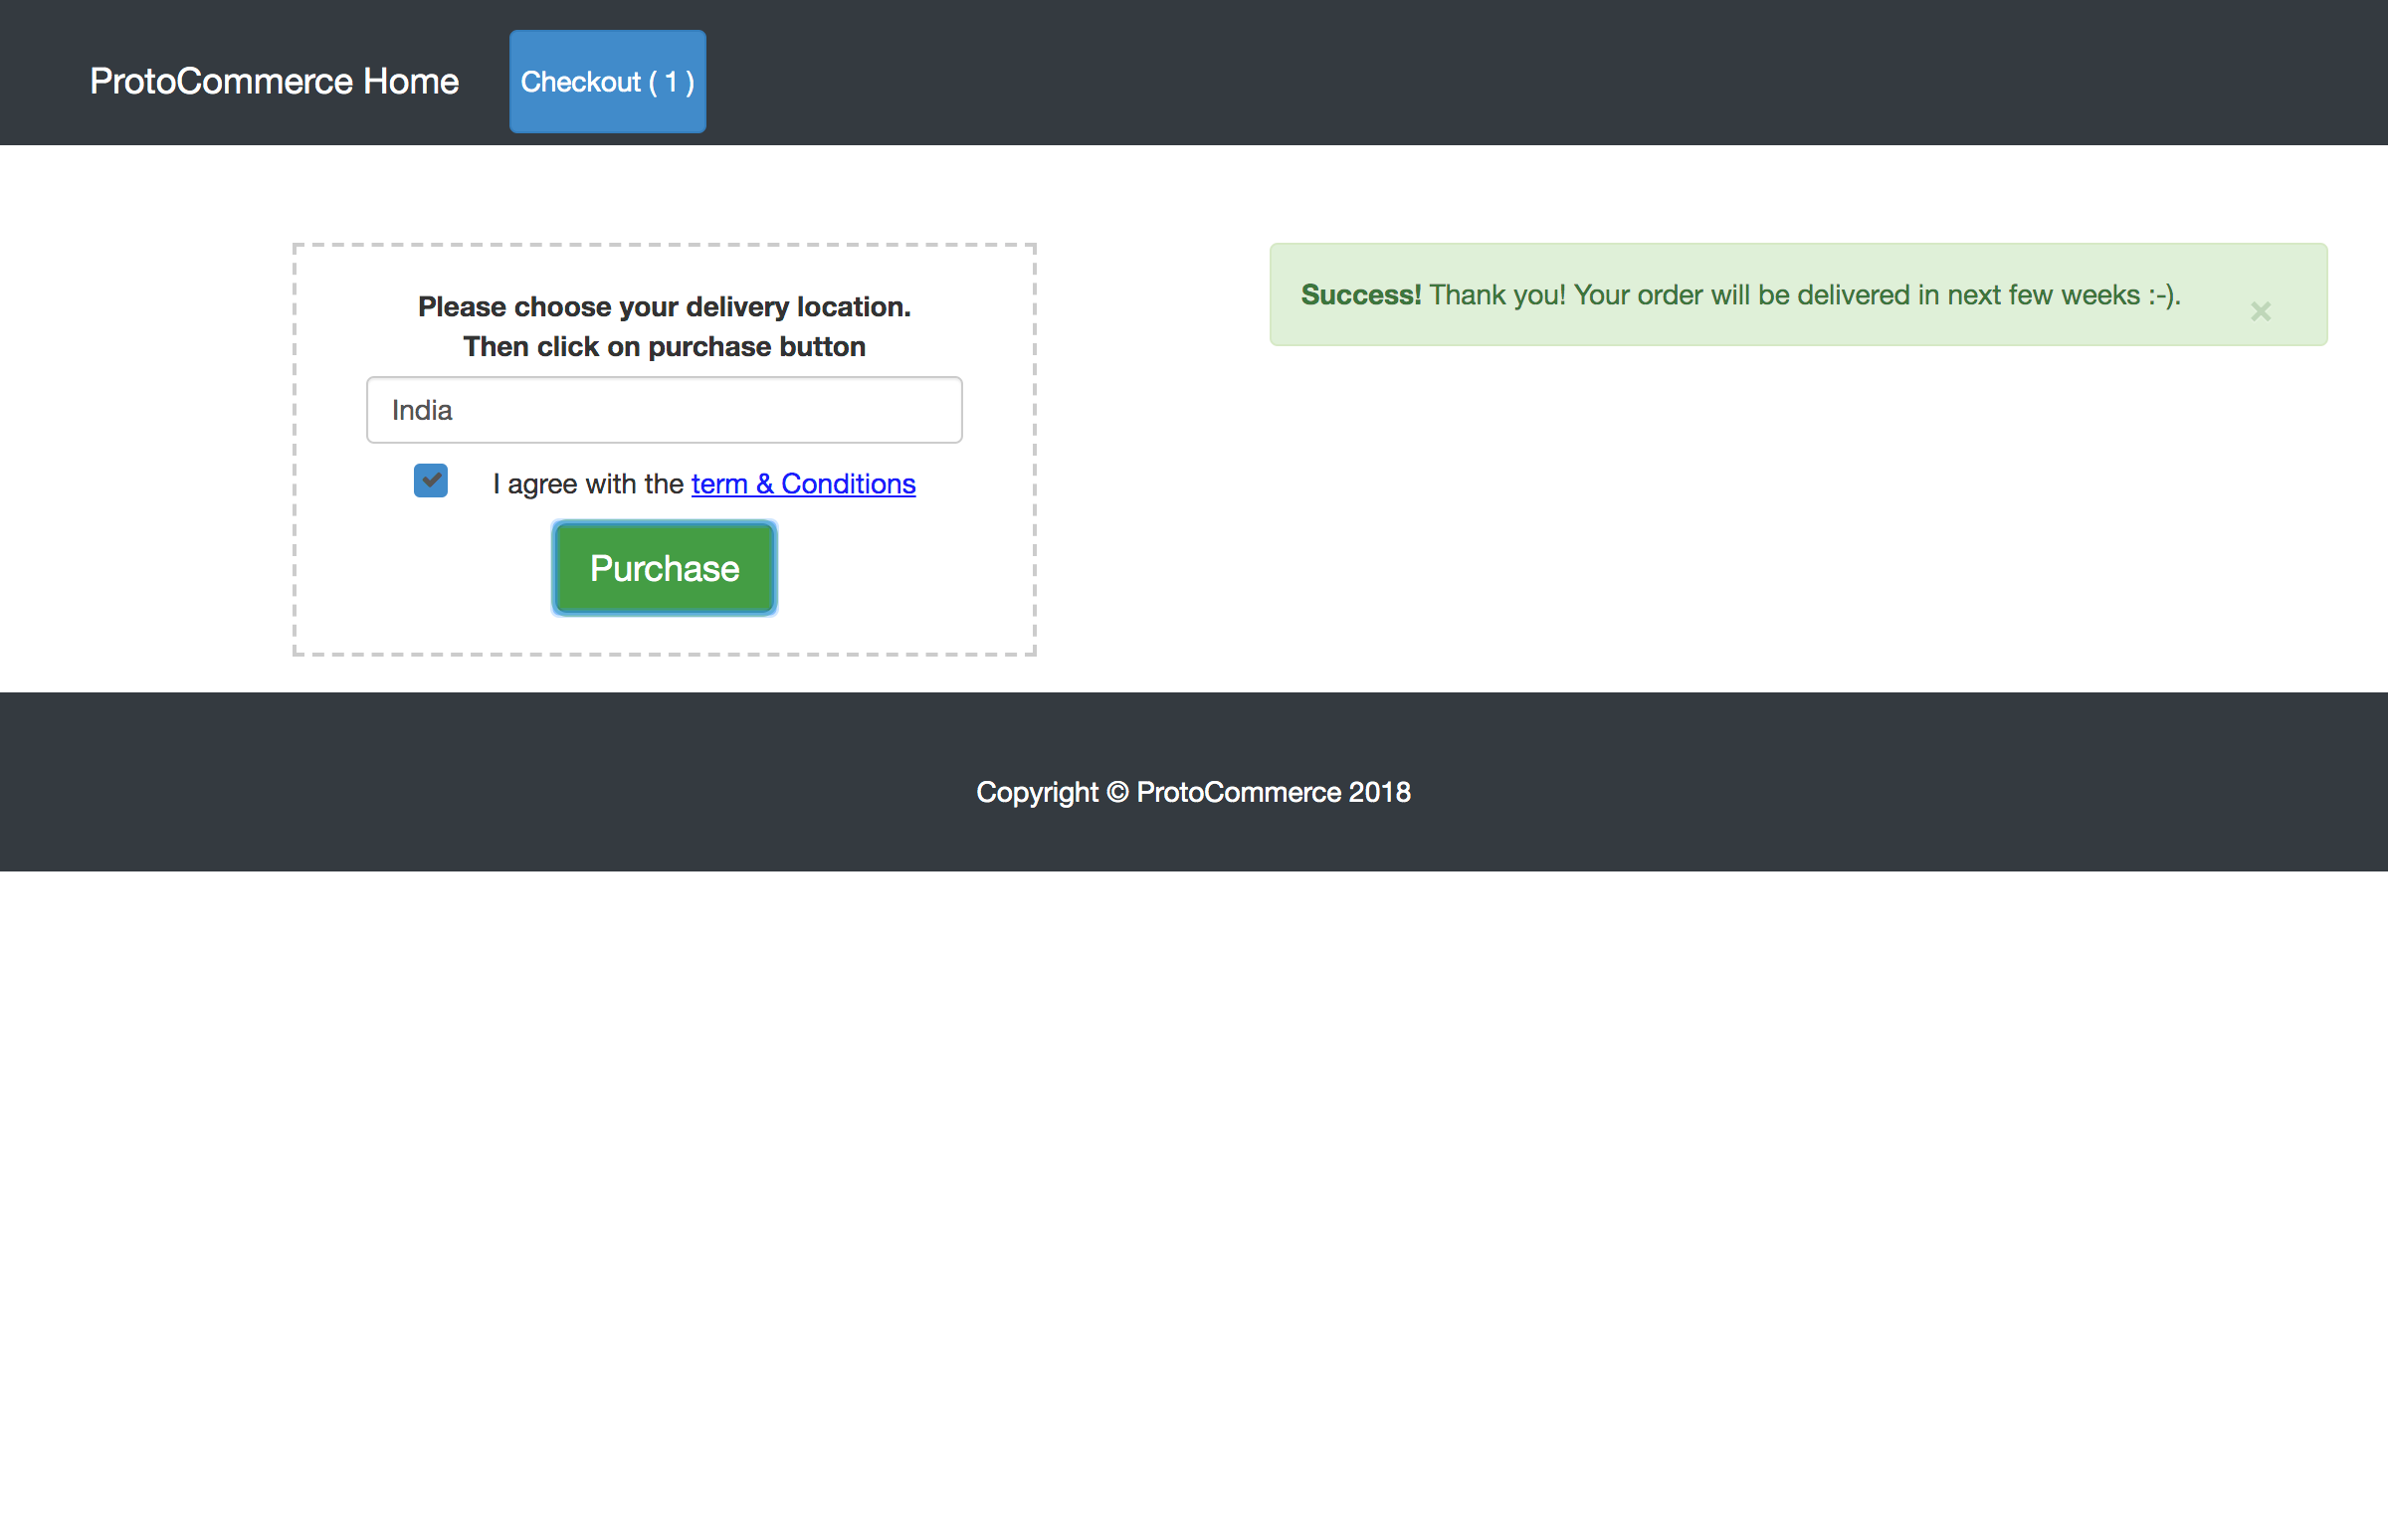 ProtoCommerce Home
Checkout ( 1 )
Please choose your delivery location.
Then click on purchase button
India
I agree with the term & Conditions
Purchase
Success! Thank you! Your order will be delivered in next few weeks :-).
×
Copyright © ProtoCommerce 2018